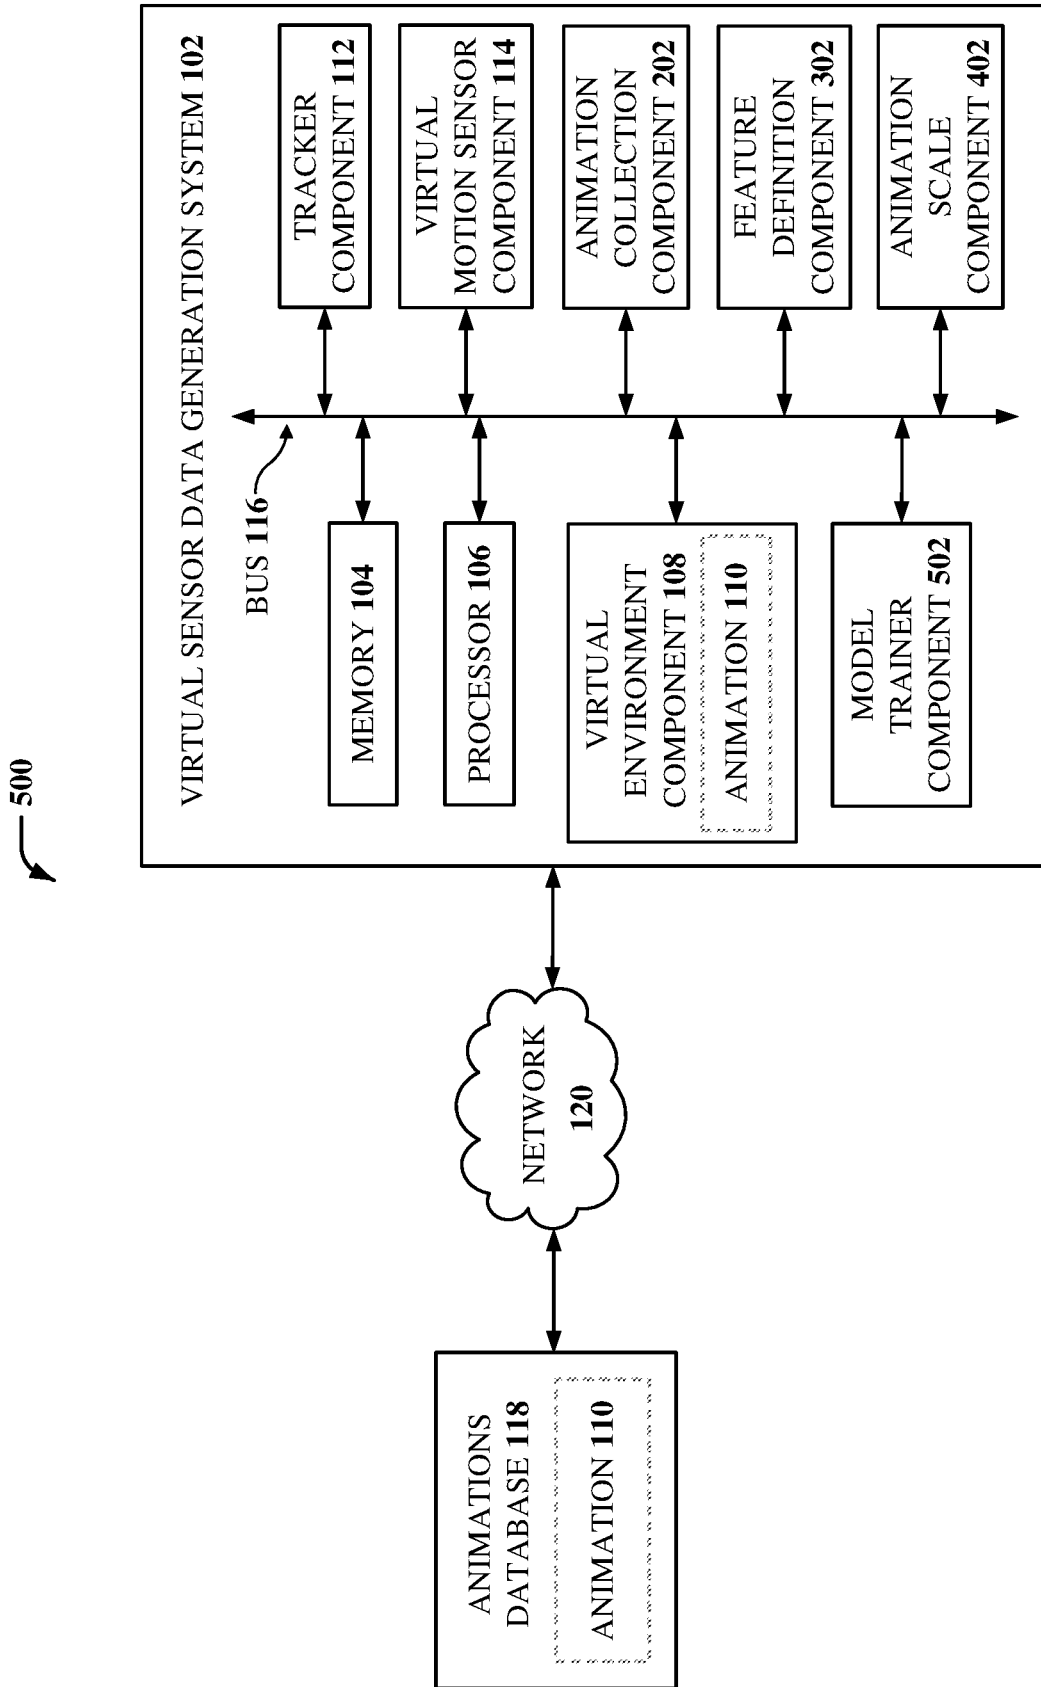 500
VIRTUAL SENSOR DATA GENERATION SYSTEM 102
BUS 116
MEMORY 104
PROCESSOR 106
VIRTUAL
ENVIRONMENT
COMPONENT 108
ANIMATION 110
MODEL
TRAINER
COMPONENT 502
TRACKER
COMPONENT 112
VIRTUAL
MOTION SENSOR
COMPONENT 114
ANIMATION
COLLECTION
COMPONENT 202
FEATURE
DEFINITION
COMPONENT 302
ANIMATION
SCALE
COMPONENT 402
NETWORK
120
ANIMATIONS
DATABASE 118
ANIMATION 110